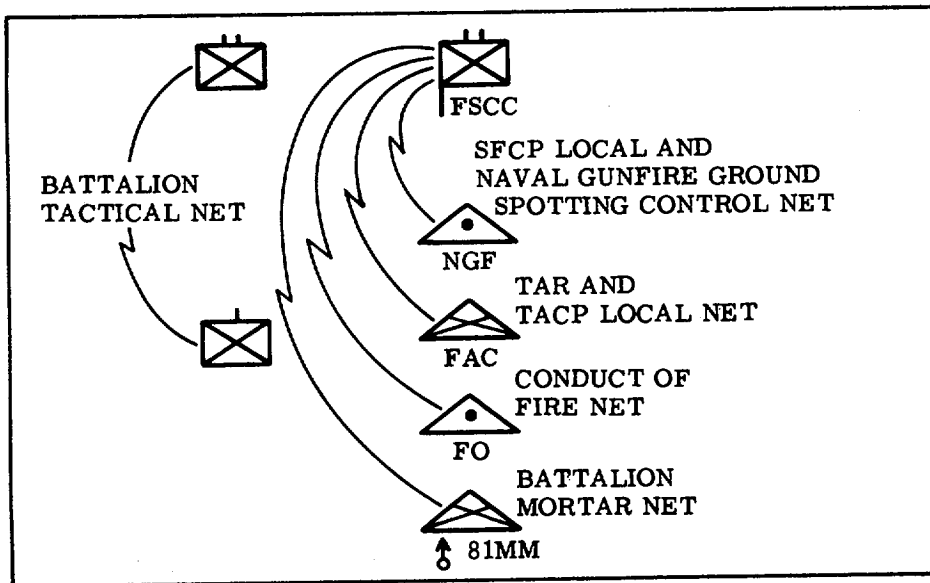 FSCC
SFCP LOCAL AND
NAVAL GUNFIRE GROUND
SPOTTING CONTROL NET
BATTALION
TACTICAL NET
NGF
TAR AND
TACP LOCAL NET
FAC
CONDUCT OF
FIRE NET
FO
BATTALION
MORTAR NET
81MM